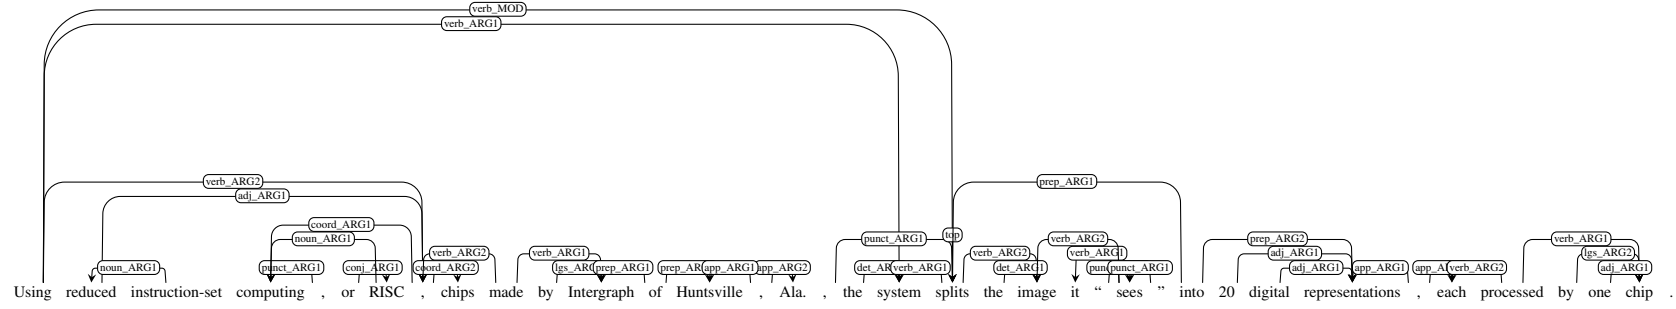 verb_MOD
verb_ARG1
verb_ARG2 prep_ARG1
adj_ARG1
coord_ARG1
top
noun_ARG1 punct_ARG1 verb_ARG2 prep_ARG2 verb_ARG1
verb_ARG2 verb_ARG1 verb_ARG2 verb_ARG1 adj_ARG1 lgs_ARG2
noun_ARG1 punct_ARG1 conj_ARG1 coord_ARG2 prep_ARG1 app_ARG1 app_ARG2 verb_ARG1 det_ARG1 punct_ARG1 adj_ARG1 app_ARG1 verb_ARG2 adj_ARG1
Using reduced instruction-set computing , or RISC , chips made by Intergraph of Huntsville , Ala. , the system splits the image it “ sees ” into 20 digital representations , each processed by one chip .